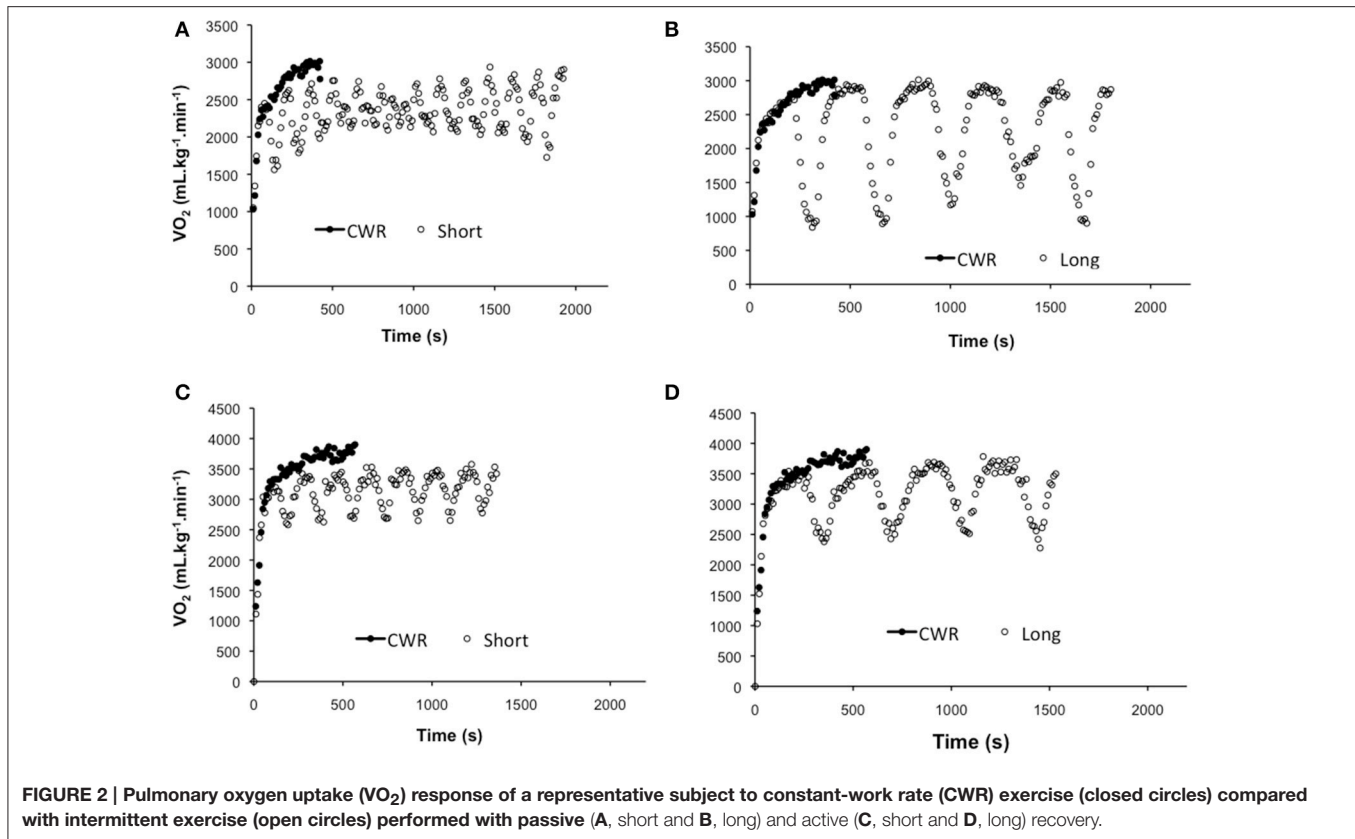 A
3500
3000
2500
2000
1500
1000
500
0
VO2 (mL.kg-1.min-1)
CWR
Short
0 500 1000 1500 2000
Time (s)
B
3500
3000
2500
2000
1500
1000
500
0
CWR
Long
0 500 1000 1500 2000
Time (s)
C
4500
4000
3500
3000
2500
2000
1500
1000
500
0
VO2 (mL.kg-1.min-1)
CWR
Short
0 500 1000 1500 2000
Time (s)
D
4500
4000
3500
3000
2500
2000
1500
1000
500
0
CWR
Long
0 500 1000 1500 2000
Time (s)
FIGURE 2 | Pulmonary oxygen uptake (VO2) response of a representative subject to constant-work rate (CWR) exercise (closed circles) compared
with intermittent exercise (open circles) performed with passive (A, short and B, long) and active (C, short and D, long) recovery.